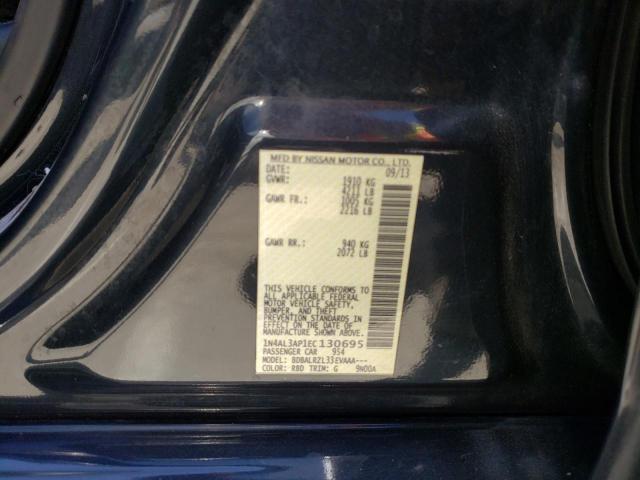 MFD BY NISSAN MOTOR CO., LTD.
DATE: 09/13
GVWR: 1910 KG
4211 LB
GAWR FR.: 1005 KG
2216 LB
GAWR RR.: 940 KG
2072 LB
THIS VEHICLE CONFORMS TO
ALL APPLICABLE FEDERAL
MOTOR VEHICLE SAFETY,
BUMPER, AND THEFT
PREVENTION STANDARDS IN
EFFECT ON THE DATE OF
MANUFACTURE SHOWN ABOVE.
1N4AL3AP1EC130695
PASSENGER CAR 954
MODEL: BDBALRZL33EVAAA---
COLOR: RBD TRIM: G 9N00A